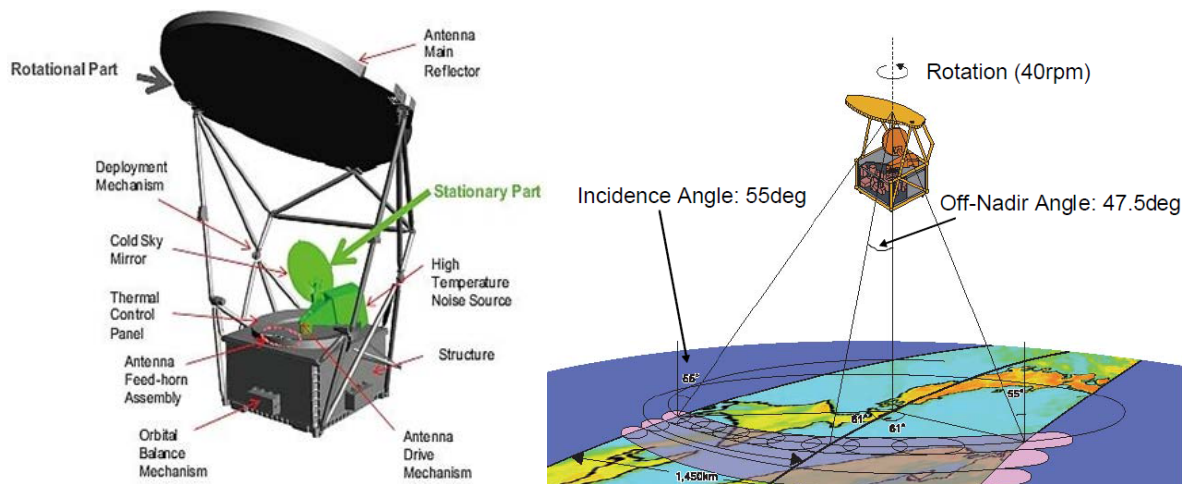 Antenna
Main
Reflector
Rotational Part
Deployment
Mechanism
Stationary Part
Cold Sky
Mirror
High
Temperature
Noise Source
Thermal
Control
Panel
Structure
Antenna
Feed-horn
Assembly
Orbital
Balance
Mechanism
Antenna
Drive
Mechanism
Rotation (40rpm)
Incidence Angle: 55deg
Off-Nadir Angle: 47.5deg
55°
61°
61°
1,450km